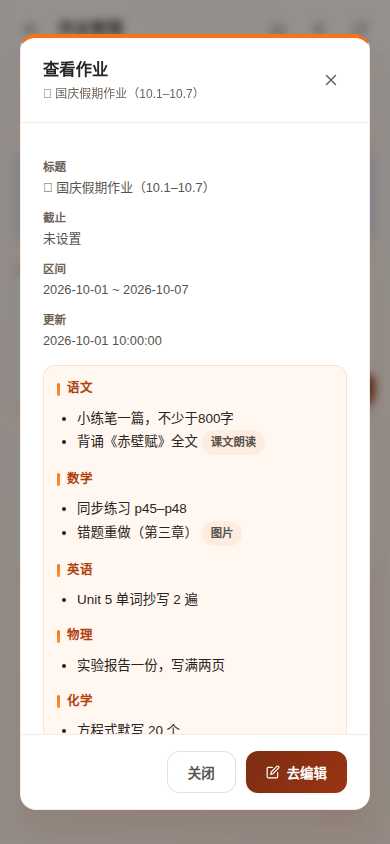 查看作业
国庆假期作业（10.1–10.7）
标题
国庆假期作业（10.1–10.7）
截止
未设置
区间
2026-10-01 ~ 2026-10-07
更新
2026-10-01 10:00:00
语文
小练笔一篇，不少于800字
背诵《赤壁赋》全文 课文朗读
数学
同步练习 p45–p48
错题重做（第三章） 图片
英语
Unit 5 单词抄写 2 遍
物理
实验报告一份，写满两页
化学
方程式默写 20 个
关闭
去编辑